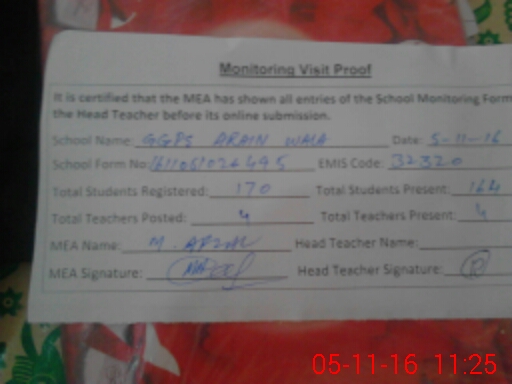 Monitoring Visit Proof
It is certified that the MEA has shown all entries of the School Monitoring Form
the Head Teacher before its online submission.
School Name: GGPS ARAIN WALA Date: 5-11-16
School Form No: EMIS Code: 32320
Total Students Registered: 170 Total Students Present: 164
Total Teachers Posted: 4 Total Teachers Present: 4
MEA Name: M. AFZAL Head Teacher Name:
MEA Signature: Head Teacher Signature:
05-11-16 11:25